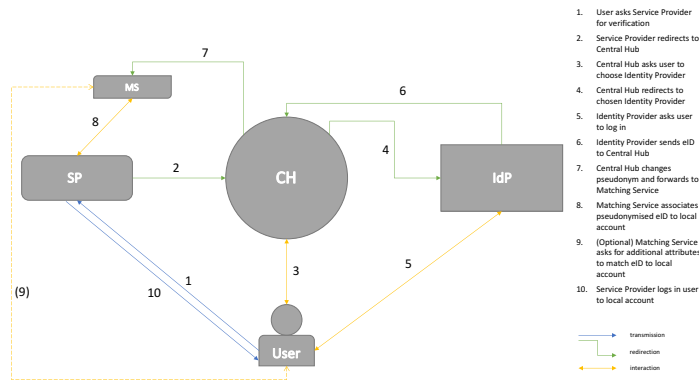 7
MS
6
8
4
SP
2
CH
IdP
3
5
1
(9)
10
User
1. User asks Service Provider
for verification
2. Service Provider redirects to
Central Hub
3. Central Hub asks user to
choose Identity Provider
4. Central Hub redirects to
chosen Identity Provider
5. Identity Provider asks user
to log in
6. Identity Provider sends eID
to Central Hub
7. Central Hub changes
pseudonym and forwards to
Matching Service
8. Matching Service associates
pseudonymised eID to local
account
9. (Optional) Matching Service
asks for additional attributes
to match eID to local
account
10. Service Provider logs in user
to local account
transmission
redirection
interaction